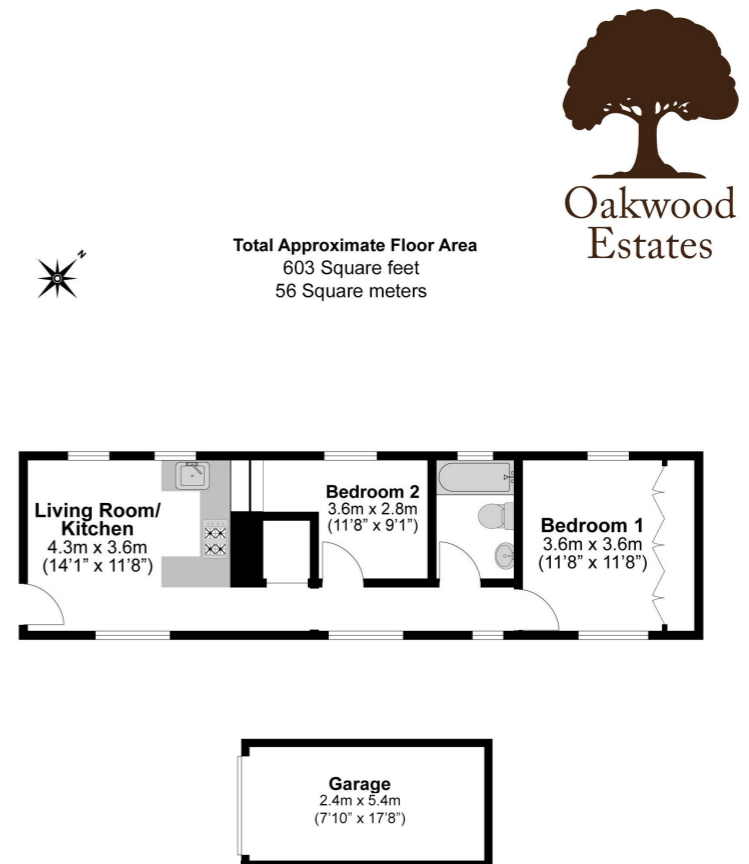 Oakwood
Estates
Total Approximate Floor Area
603 Square feet
56 Square meters
N
Living Room/
Kitchen
4.3m x 3.6m
(14'1" x 11'8")
Bedroom 2
3.6m x 2.8m
(11'8" x 9'1")
Bedroom 1
3.6m x 3.6m
(11'8" x 11'8")
Garage
2.4m x 5.4m
(7'10" x 17'8")